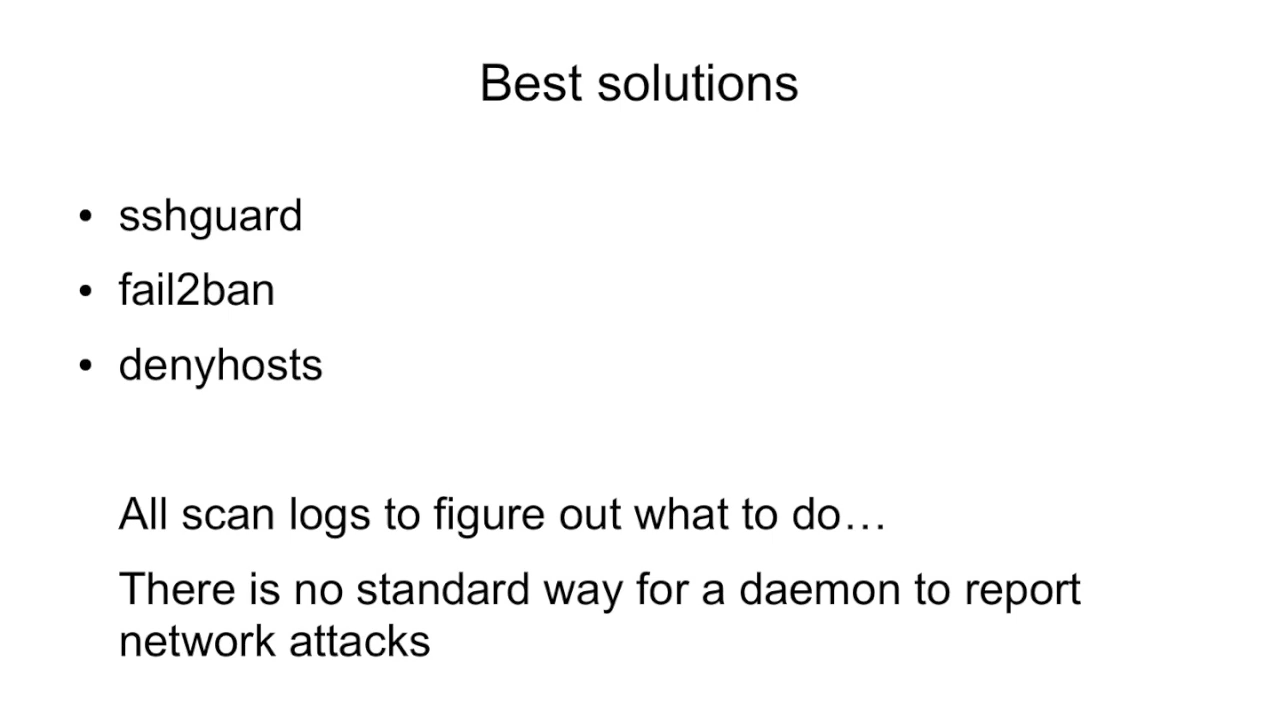 Best solutions
• sshguard
• fail2ban
• denyhosts
All scan logs to figure out what to do…
There is no standard way for a daemon to report
network attacks